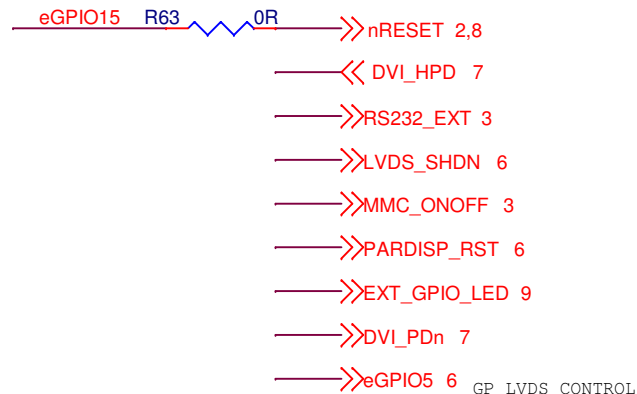 eGPIO15 R63 0R nRESET 2,8
DVI_HPD 7
RS232_EXT 3
LVDS_SHDN 6
MMC_ONOFF 3
PARDISP_RST 6
EXT_GPIO_LED 9
DVI_PDn 7
eGPIO5 6 GP LVDS CONTROL